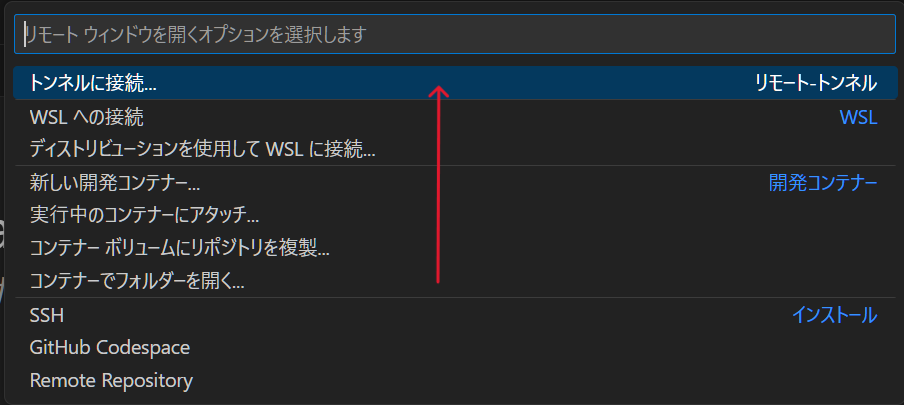 リモート ウィンドウを開くオプションを選択します
トンネルに接続... リモート-トンネル
WSL への接続 WSL
ディストリビューションを使用して WSL に接続...
新しい開発コンテナー... 開発コンテナー
実行中のコンテナーにアタッチ...
コンテナー ボリュームにリポジトリを複製...
コンテナーでフォルダーを開く...
SSH インストール
GitHub Codespace
Remote Repository